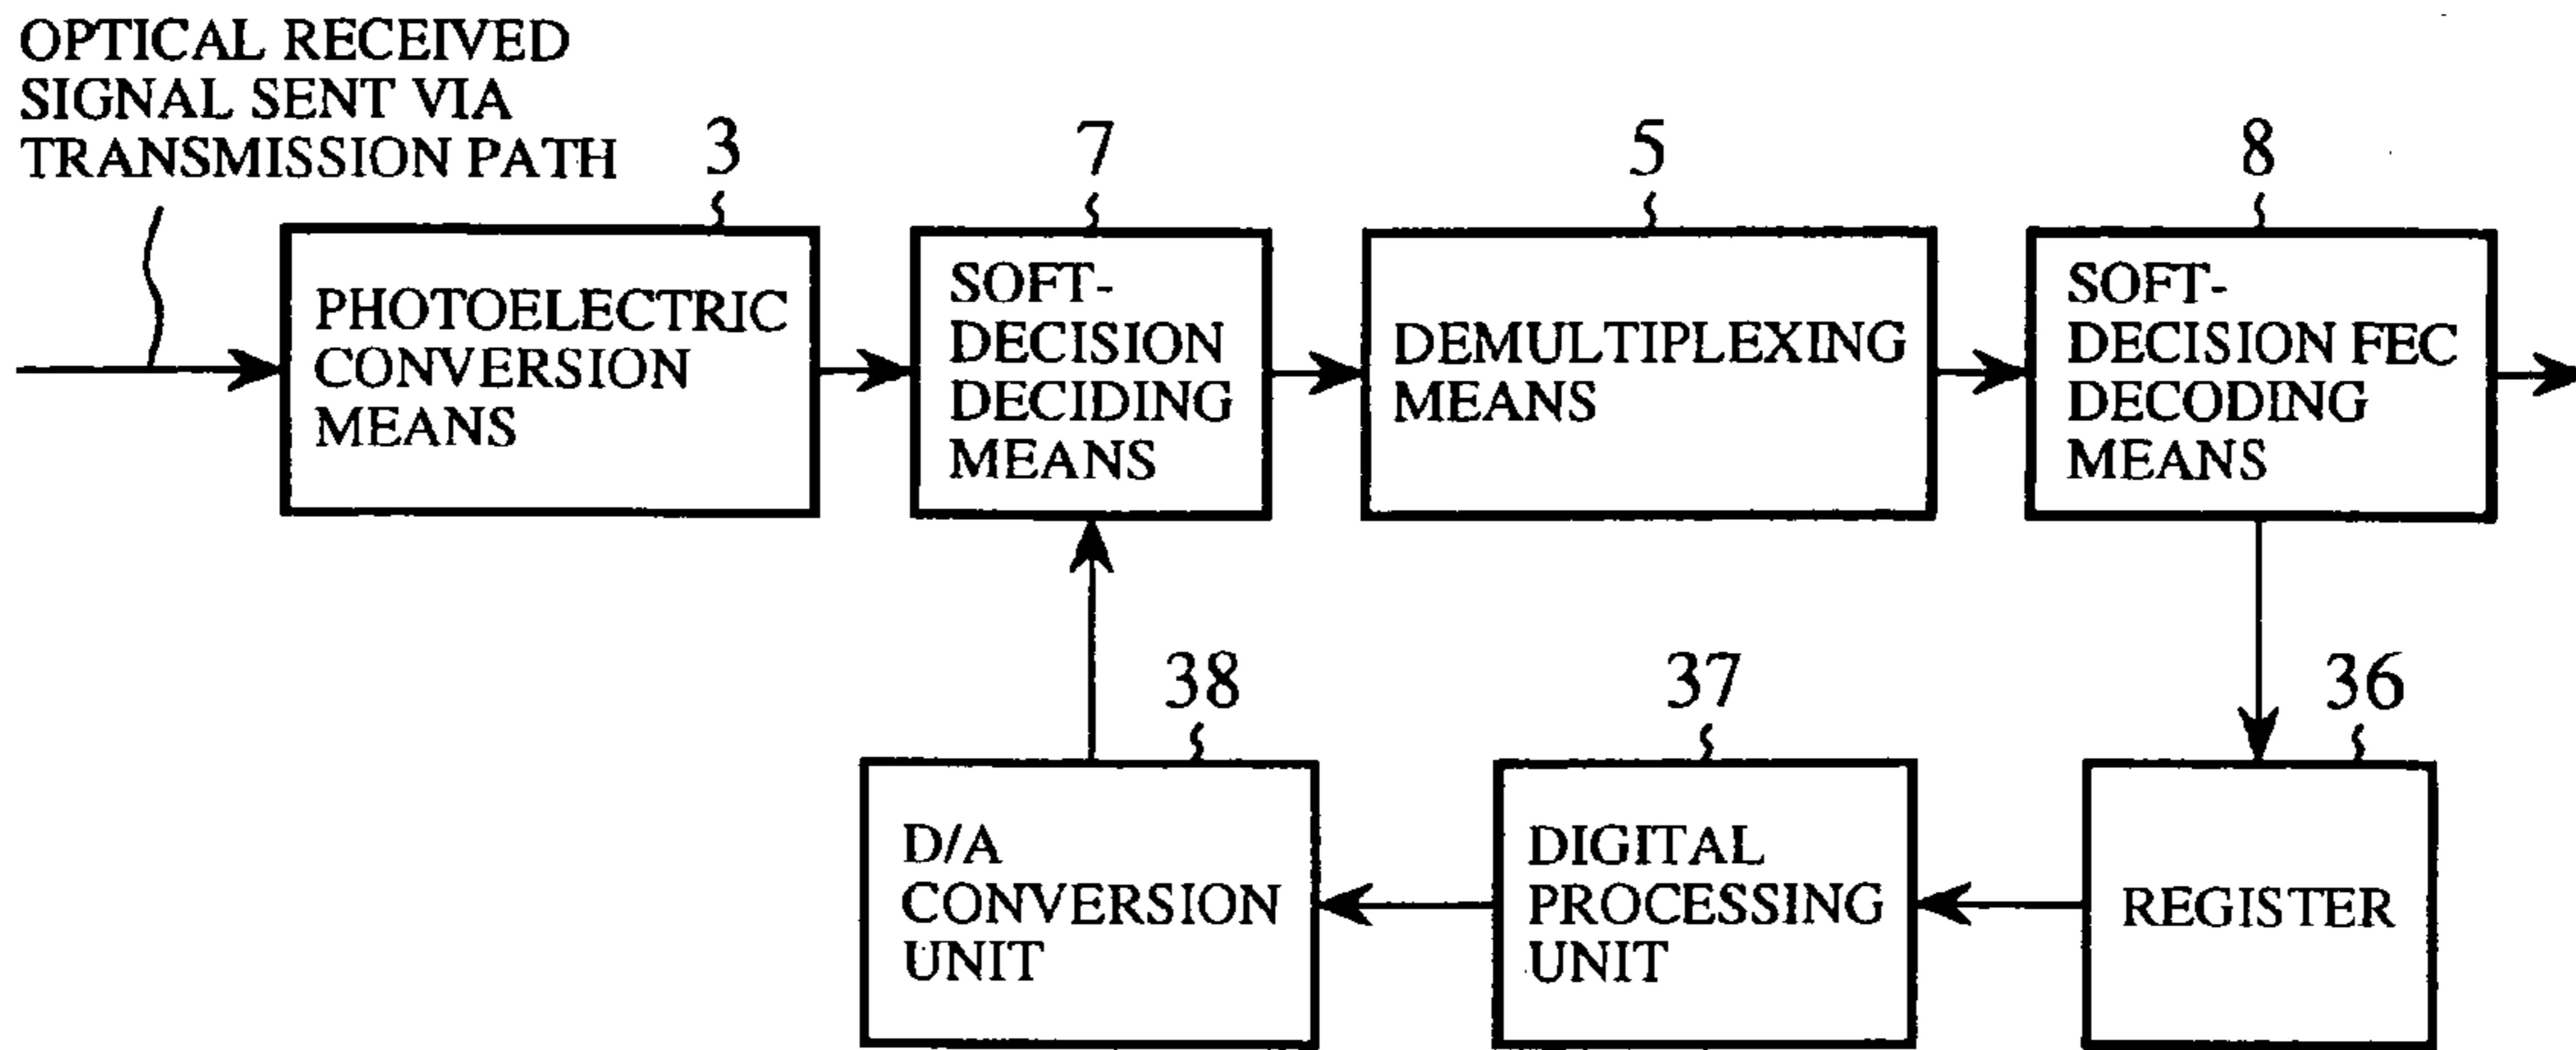 OPTICAL RECEIVED
SIGNAL SENT VIA
TRANSMISSION PATH
3
7
5
8
PHOTOELECTRIC
CONVERSION
MEANS
SOFT-
DECISION
DECIDING
MEANS
DEMULTIPLEXING
MEANS
SOFT-
DECISION FEC
DECODING
MEANS
38
37
36
D/A
CONVERSION
UNIT
DIGITAL
PROCESSING
UNIT
REGISTER